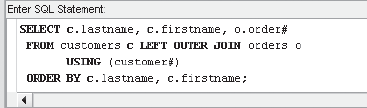 Enter SQL Statement:
SELECT c.lastname, c.firstname, o.order#
FROM customers c LEFT OUTER JOIN orders o
USING (customer#)
ORDER BY c.lastname, c.firstname;